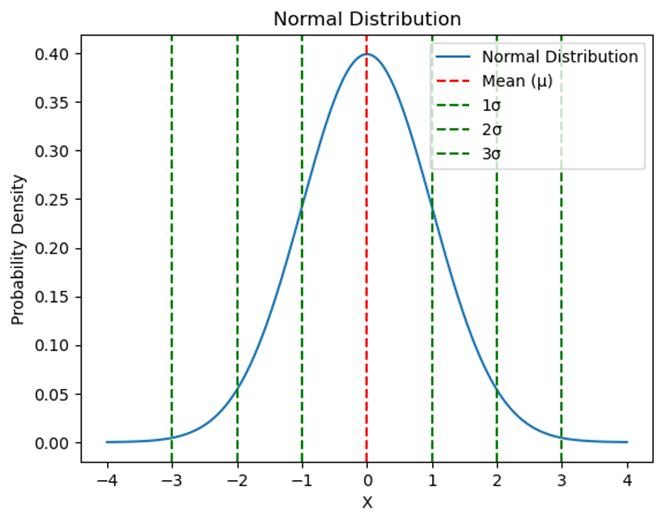 Normal Distribution
Normal Distribution
Mean (μ)
1σ
2σ
3σ
Probability Density
0.40
0.35
0.30
0.25
0.20
0.15
0.10
0.05
0.00
−4 −3 −2 −1 0 1 2 3 4
X